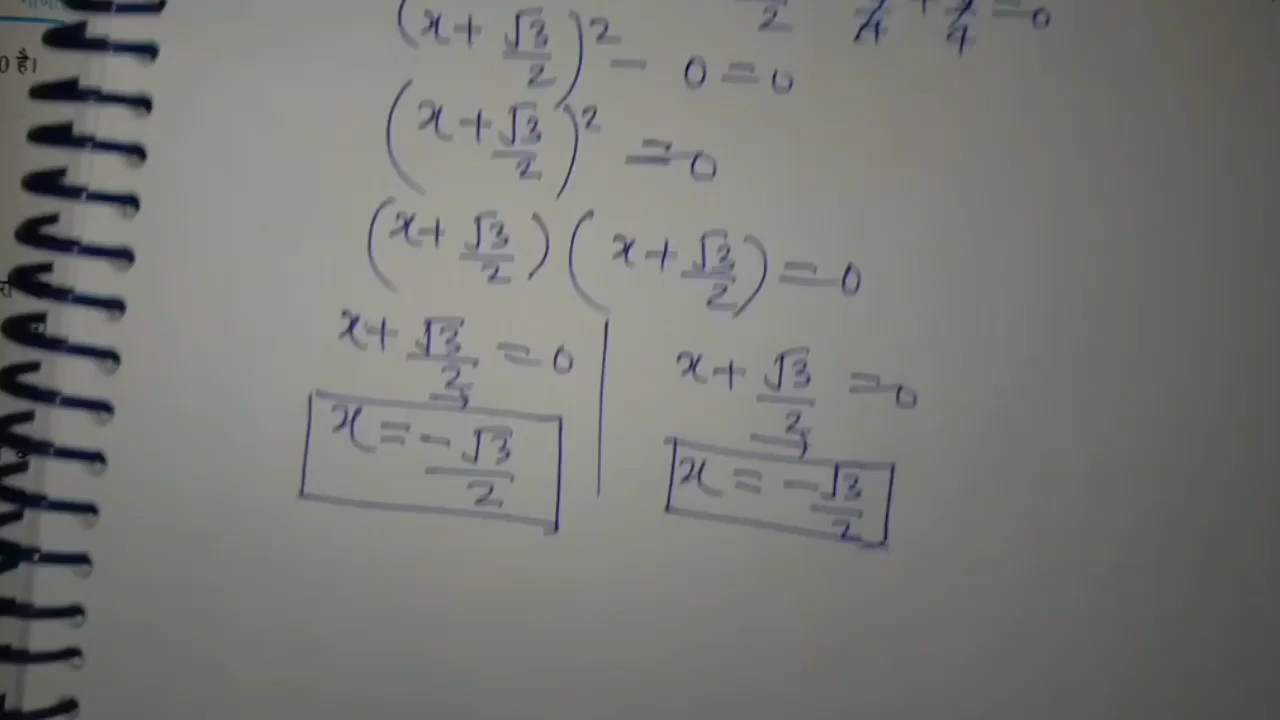 (x + √3/2)² - 0 = 0
(x + √3/2)² = 0
(x + √3/2) (x + √3/2) = 0
x + √3/2 = 0 | x + √3/2 = 0
x = - √3/2 | x = - √3/2
0 है।